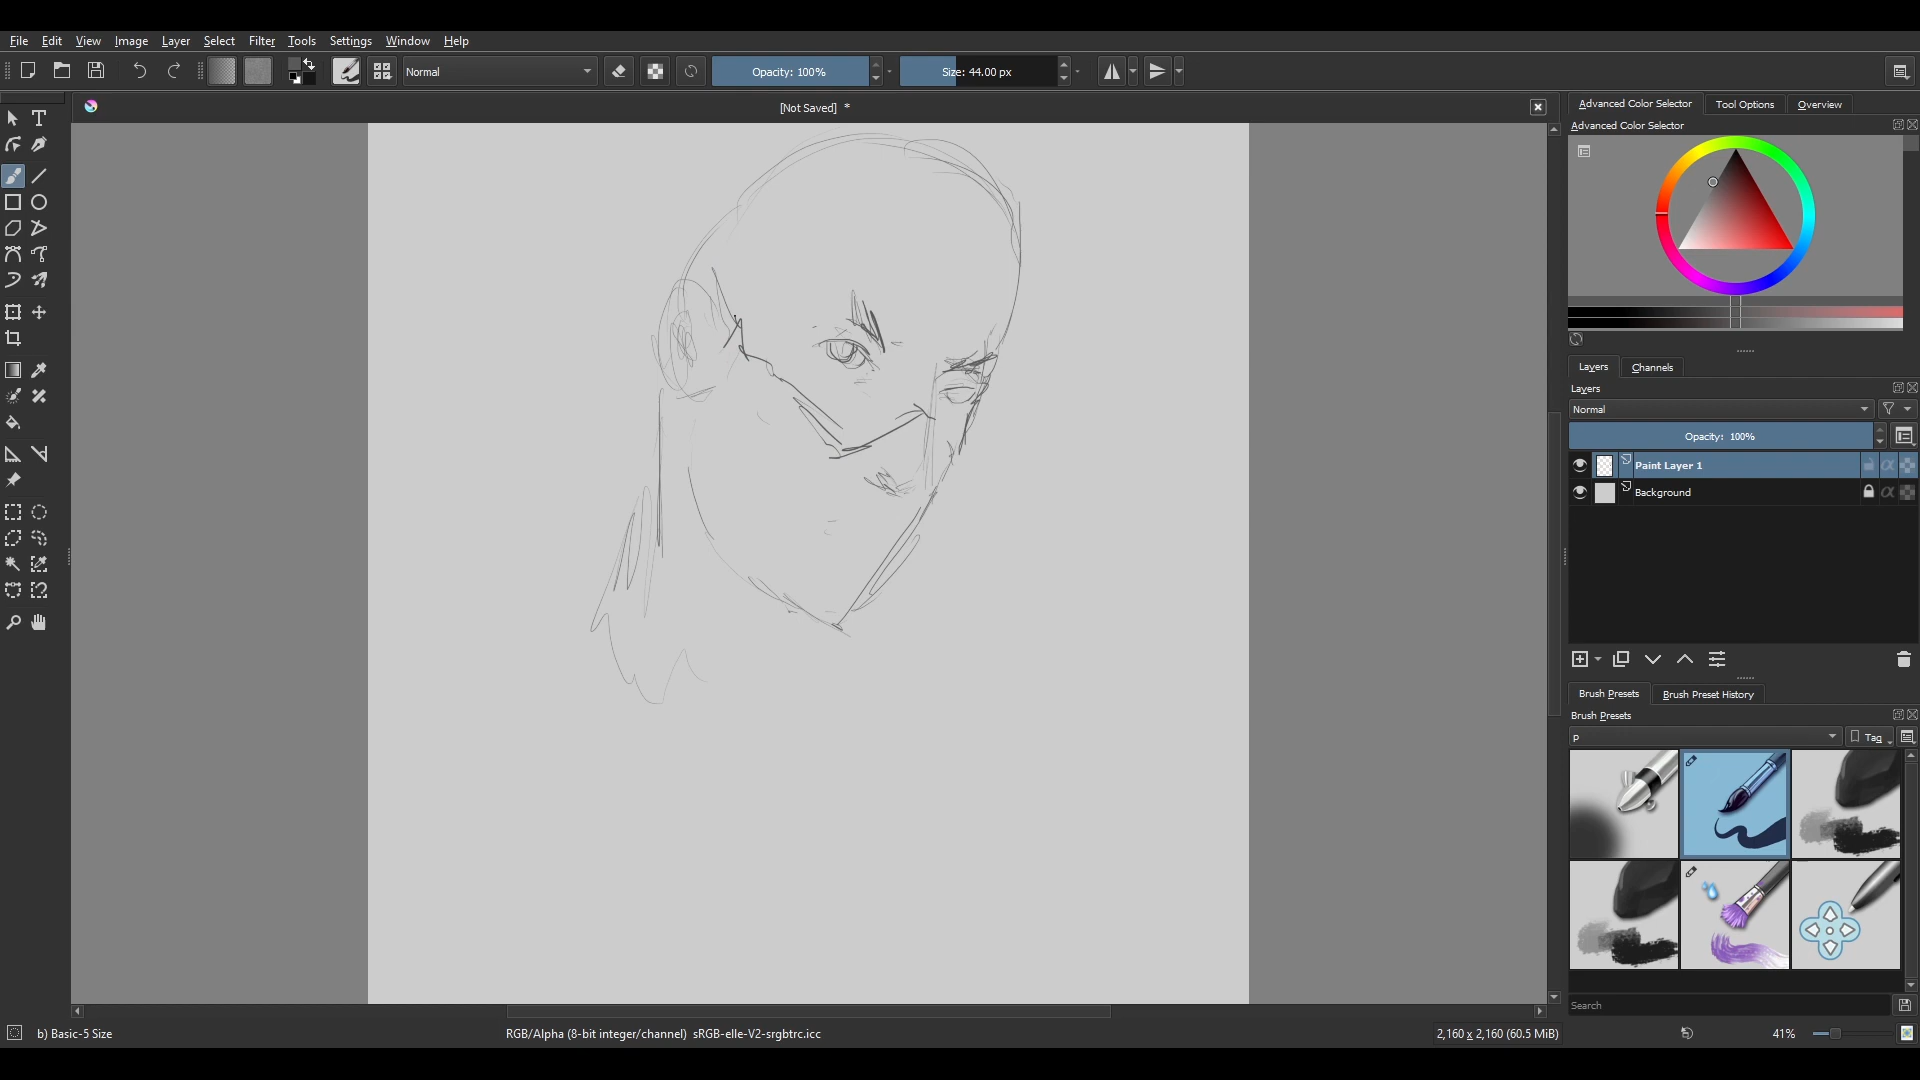 File Edit View Image Layer Select Filter Tools Settings Window Help
Normal
Opacity: 100%
Size: 44.00 px
[Not Saved] *
Advanced Color Selector Tool Options Overview
Advanced Color Selector
Layers Channels
Layers
Normal
Opacity: 100%
Paint Layer 1
Background
Brush Presets Brush Preset History
Brush Presets
p Tag
Search
b) Basic-5 Size
RGB/Alpha (8-bit integer/channel) sRGB-elle-V2-srgbtrc.icc
2,160 x 2,160 (60.5 MiB)
41%